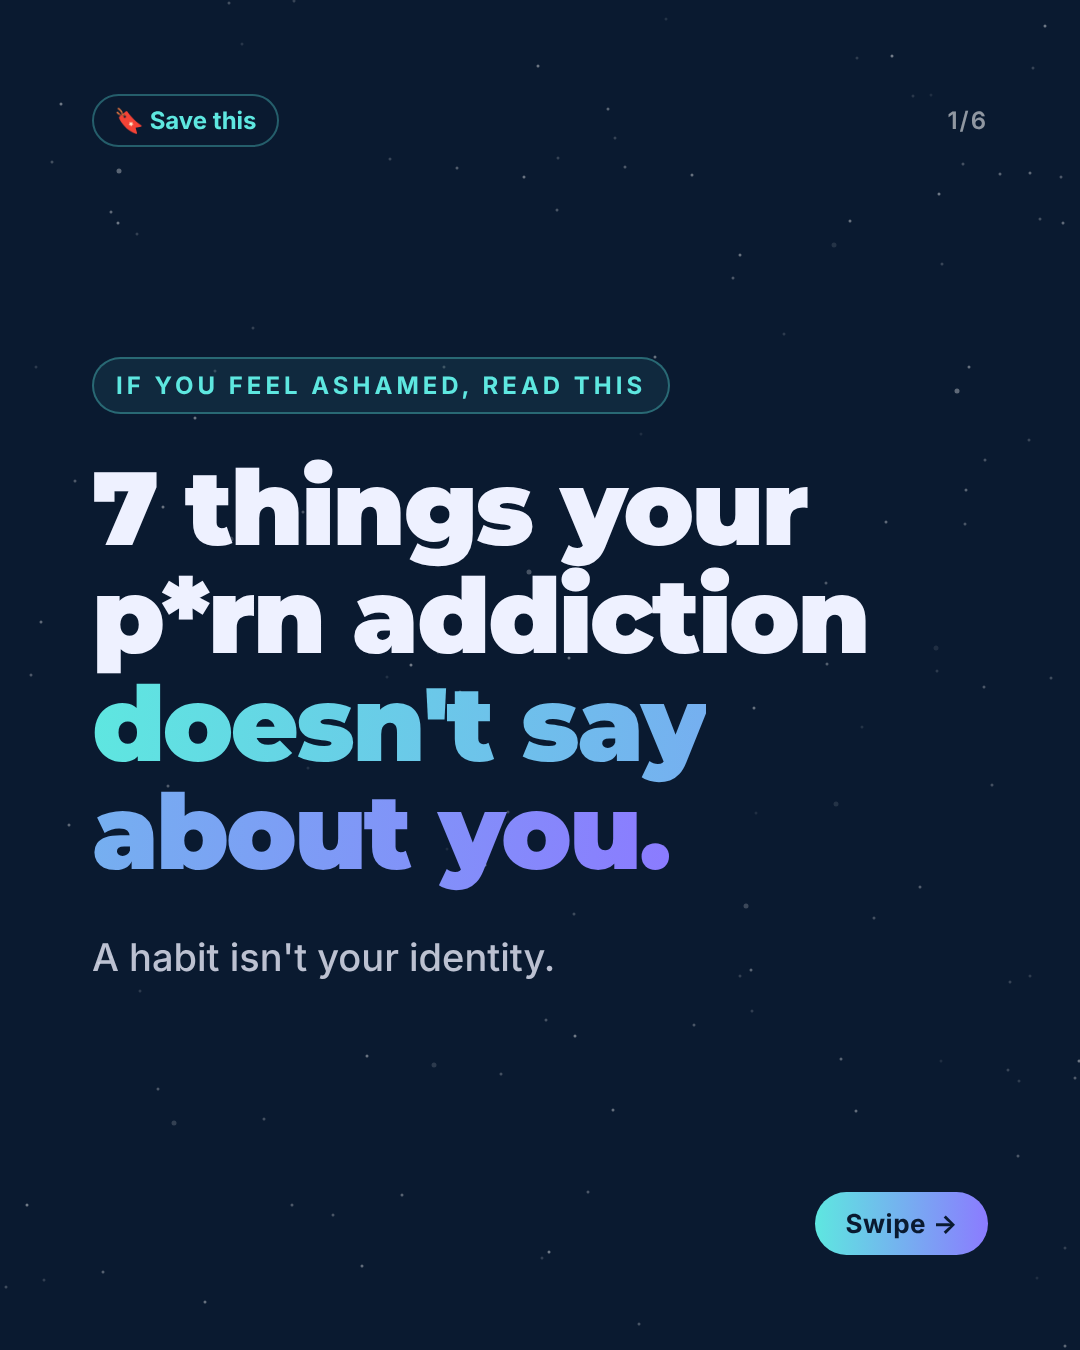 🔖 Save this
1/6
IF YOU FEEL ASHAMED, READ THIS
7 things your
p*rn addiction
doesn't say
about you.
A habit isn't your identity.
Swipe →